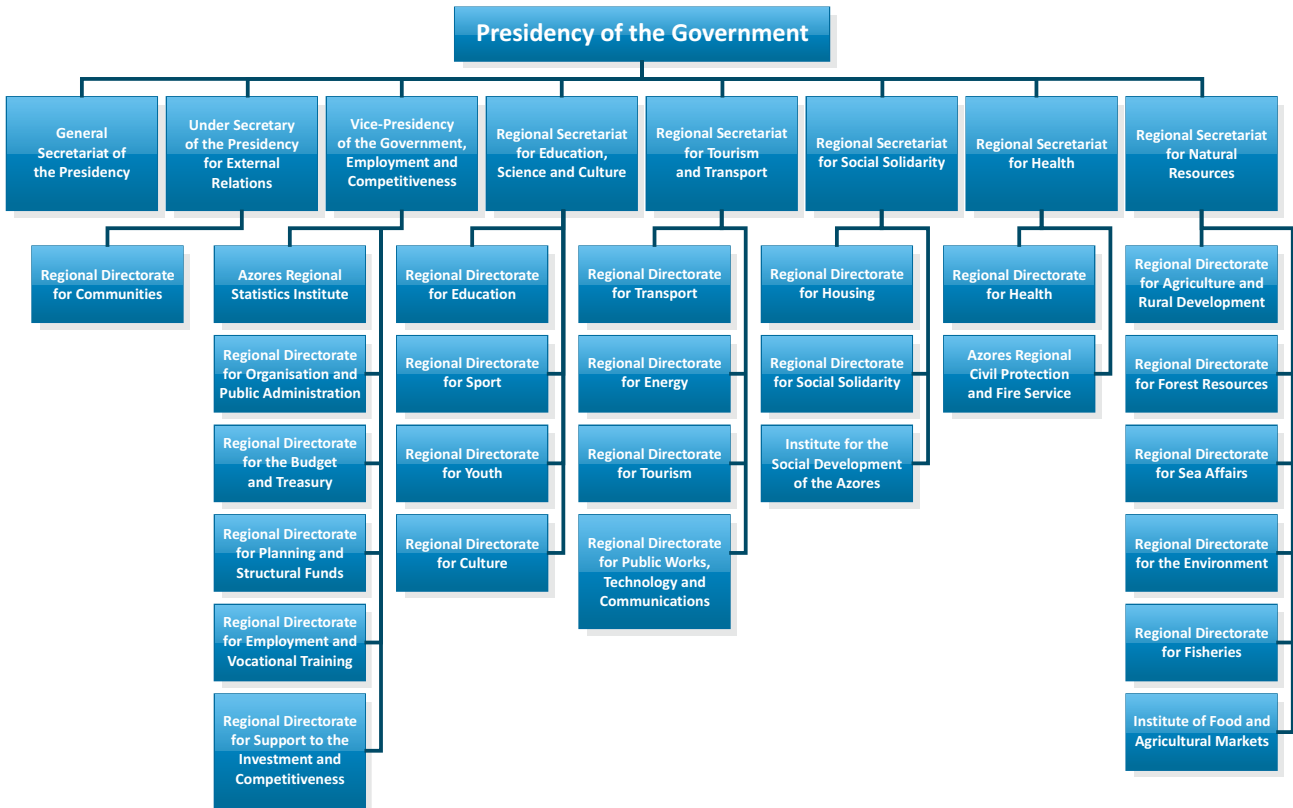 Presidency of the Government
General
Secretariat of
the Presidency
Under Secretary
of the Presidency
for External
Relations
Vice-Presidency
of the Government,
Employment and
Competitiveness
Regional Secretariat
for Education,
Science and Culture
Regional Secretariat
for Tourism
and Transport
Regional Secretariat
for Social Solidarity
Regional Secretariat
for Health
Regional Secretariat
for Natural
Resources
Regional Directorate
for Communities
Azores Regional
Statistics Institute
Regional Directorate
for Organisation and
Public Administration
Regional Directorate
for the Budget
and Treasury
Regional Directorate
for Planning and
Structural Funds
Regional Directorate
for Employment and
Vocational Training
Regional Directorate
for Support to the
Investment and
Competitiveness
Regional Directorate
for Education
Regional Directorate
for Sport
Regional Directorate
for Youth
Regional Directorate
for Culture
Regional Directorate
for Transport
Regional Directorate
for Energy
Regional Directorate
for Tourism
Regional Directorate
for Public Works,
Technology and
Communications
Regional Directorate
for Housing
Regional Directorate
for Social Solidarity
Institute for the
Social Development
of the Azores
Regional Directorate
for Health
Azores Regional
Civil Protection
and Fire Service
Regional Directorate
for Agriculture and
Rural Development
Regional Directorate
for Forest Resources
Regional Directorate
for Sea Affairs
Regional Directorate
for the Environment
Regional Directorate
for Fisheries
Institute of Food and
Agricultural Markets